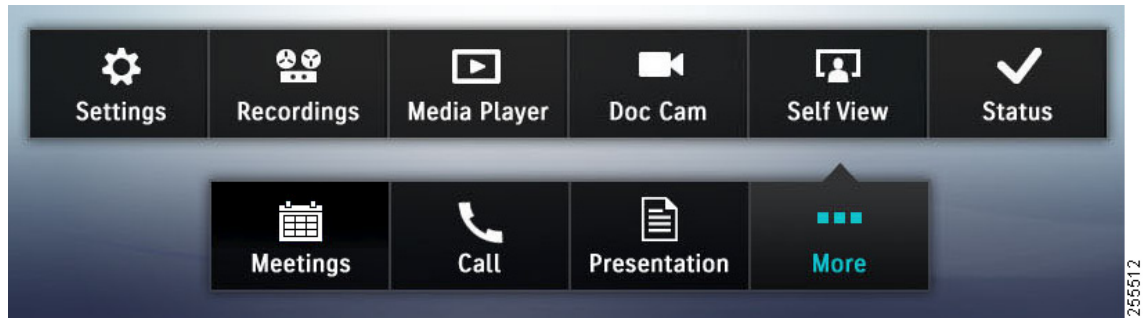 Settings
Recordings
Media Player
Doc Cam
Self View
Status
Meetings
Call
Presentation
More
255512